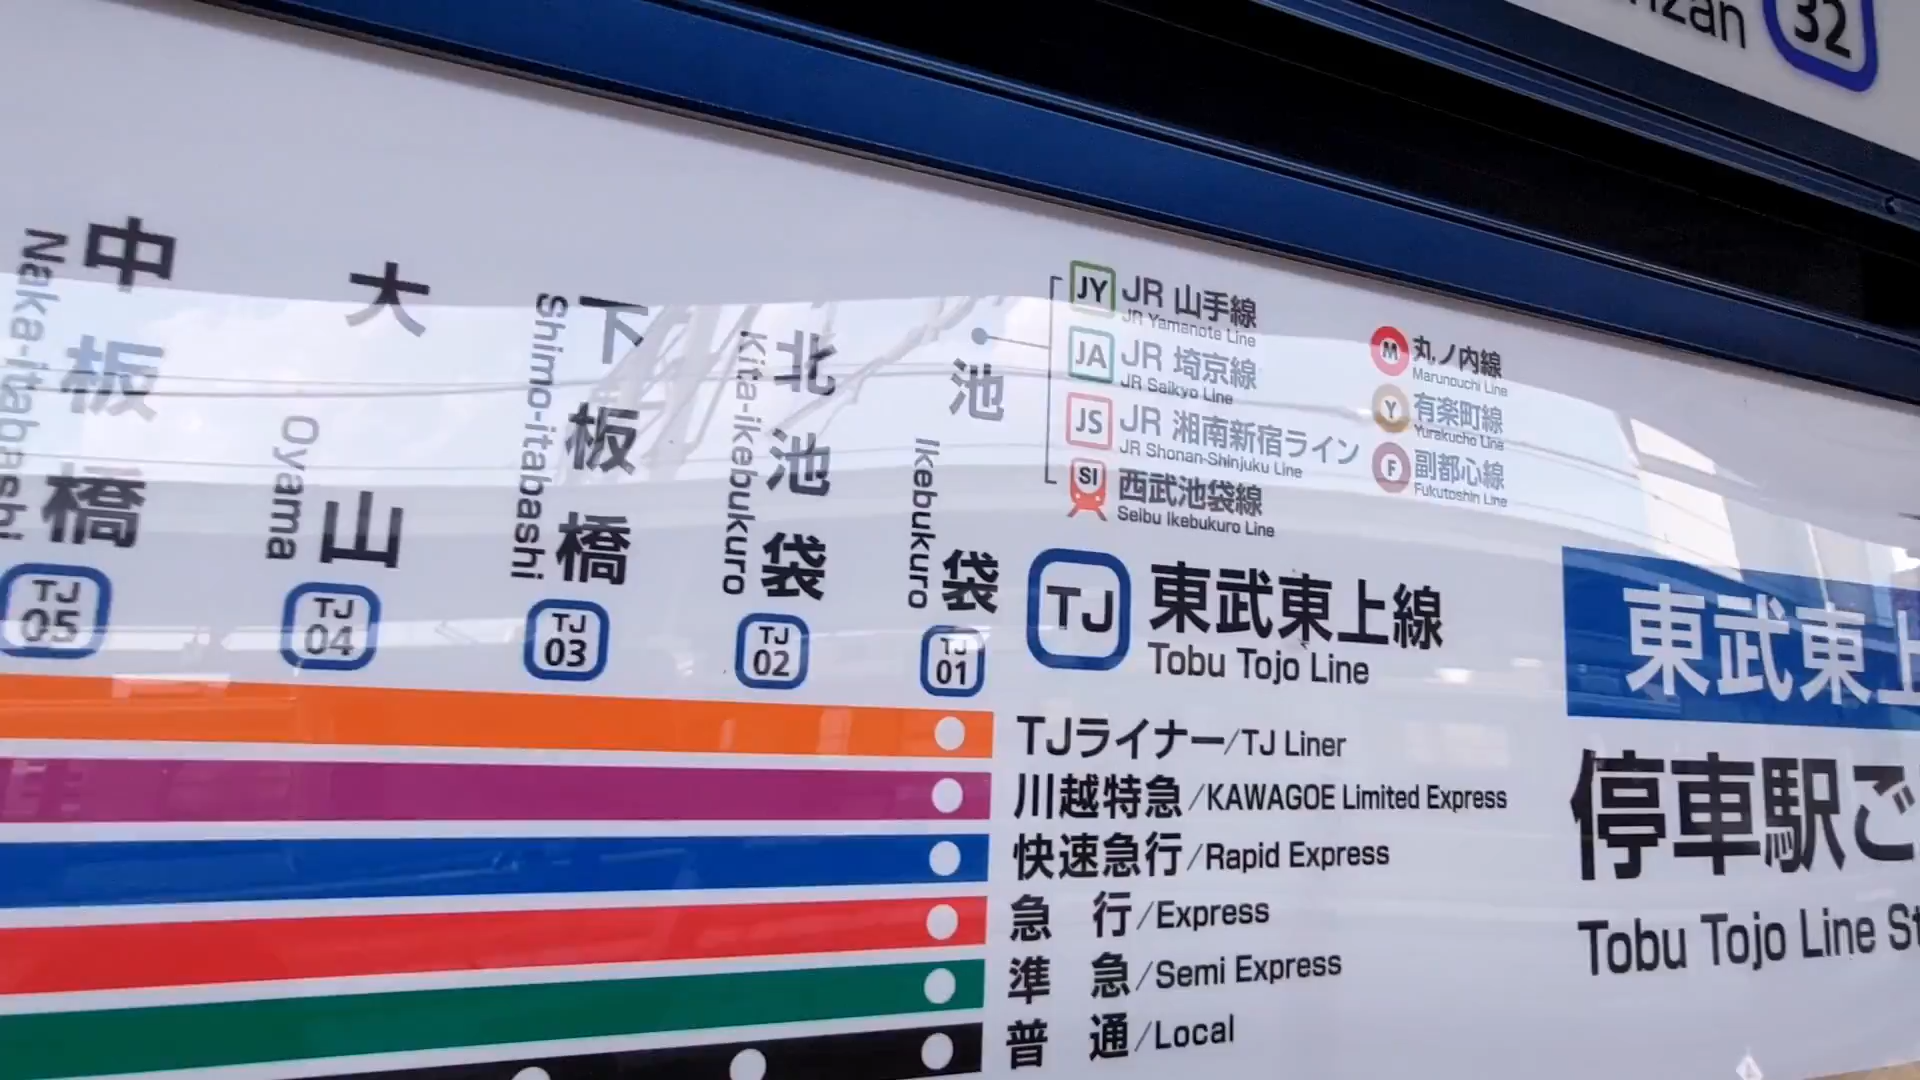 32
中板橋
Naka-itabashi
TJ
05
大山
Oyama
TJ
04
下板橋
Shimo-itabashi
TJ
03
北池袋
Kita-ikebukuro
TJ
02
池袋
Ikebukuro
TJ
01
JY JR 山手線
JR Yamanote Line
JA JR 埼京線
JR Saikyo Line
JS JR 湘南新宿ライン
JR Shonan-Shinjuku Line
SI 西武池袋線
Seibu Ikebukuro Line
M 丸ノ内線
Marunouchi Line
Y 有楽町線
Yurakucho Line
F 副都心線
Fukutoshin Line
TJ 東武東上線
Tobu Tojo Line
TJライナー/TJ Liner
川越特急/KAWAGOE Limited Express
快速急行/Rapid Express
急 行/Express
準 急/Semi Express
普 通/Local
東武東上
停車駅ご
Tobu Tojo Line St